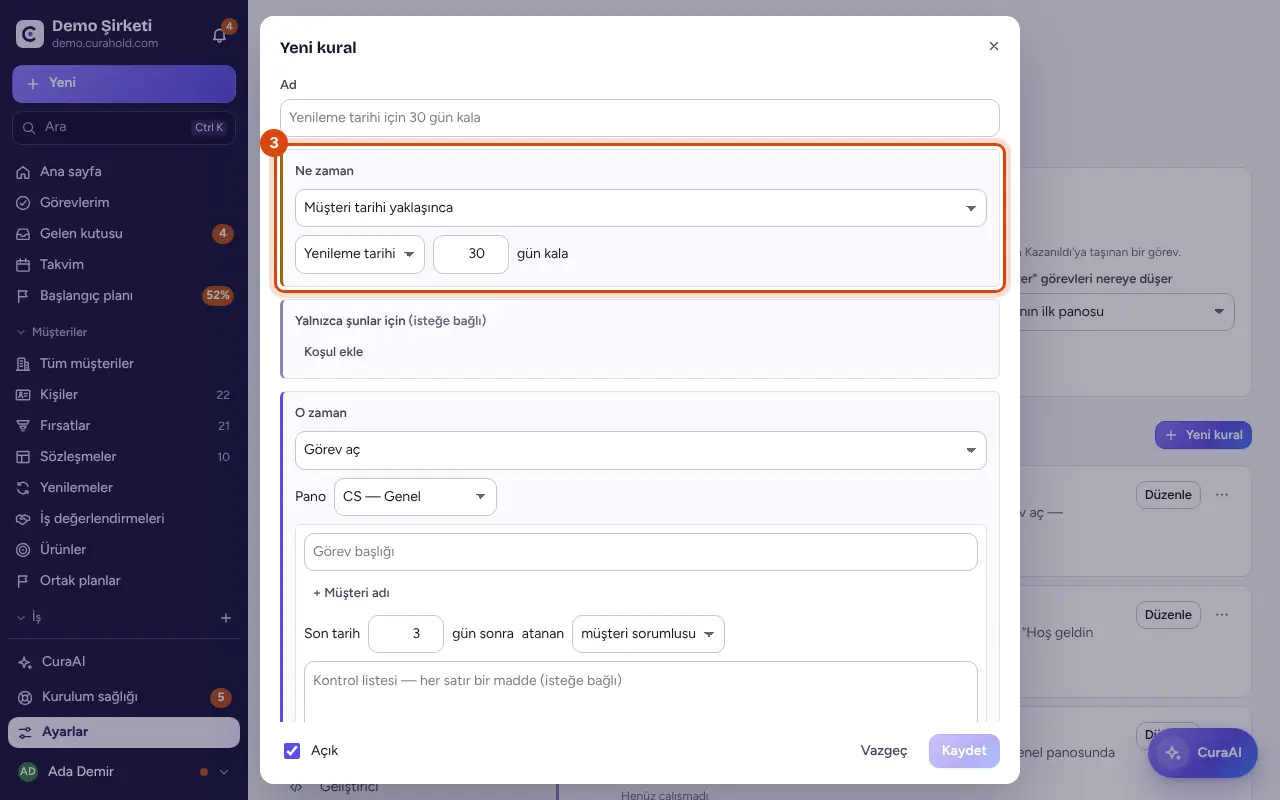 Demo Şirketi
demo.curahold.com
4
Yeni
Ara
Ctrl K
Ana sayfa
Görevlerim
Gelen kutusu
4
Takvim
Başlangıç planı
52%
Müşteriler
Tüm müşteriler
Kişiler
22
Fırsatlar
21
Sözleşmeler
10
Yenilemeler
İş değerlendirmeleri
Ürünler
Ortak planlar
İş
CuraAI
Kurulum sağlığı
5
Ayarlar
AD
Ada Demir
Yeni kural
Ad
Yenileme tarihi için 30 gün kala
3
Ne zaman
Müşteri tarihi yaklaşınca
Yenileme tarihi
30
gün kala
Yalnızca şunlar için (isteğe bağlı)
Koşul ekle
O zaman
Görev aç
Pano
CS — Genel
Görev başlığı
+ Müşteri adı
Son tarih
3
gün sonra
atanan
müşteri sorumlusu
Kontrol listesi — her satır bir madde (isteğe bağlı)
Açık
Vazgeç
Kaydet
Kazanıldı'ya taşınan bir görev.
görevleri nereye düşer
ilk panosu
Yeni kural
Düzenle
aç —
Düzenle
"Hoş geldin
panosunda
CuraAI
Geliştirici
Henüz çalışmadı